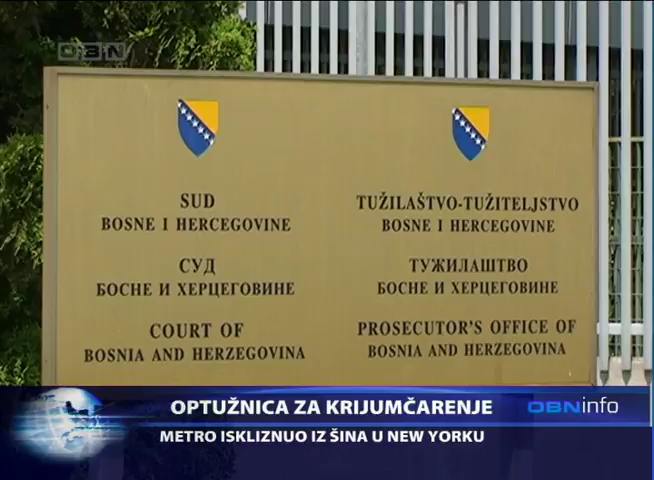 OBN
SUD
BOSNE I HERCEGOVINE
СУД
БОСНЕ И ХЕРЦЕГОВИНЕ
COURT OF
BOSNIA AND HERZEGOVINA
TUŽILAŠTVO-TUŽITELJSTVO
BOSNE I HERCEGOVINE
ТУЖИЛАШТВО
БОСНЕ И ХЕРЦЕГОВИНЕ
PROSECUTOR'S OFFICE OF
BOSNIA AND HERZEGOVINA
OPTUŽNICA ZA KRIJUMČARENJE
OBNinfo
METRO ISKLIZNUO IZ ŠINA U NEW YORKU